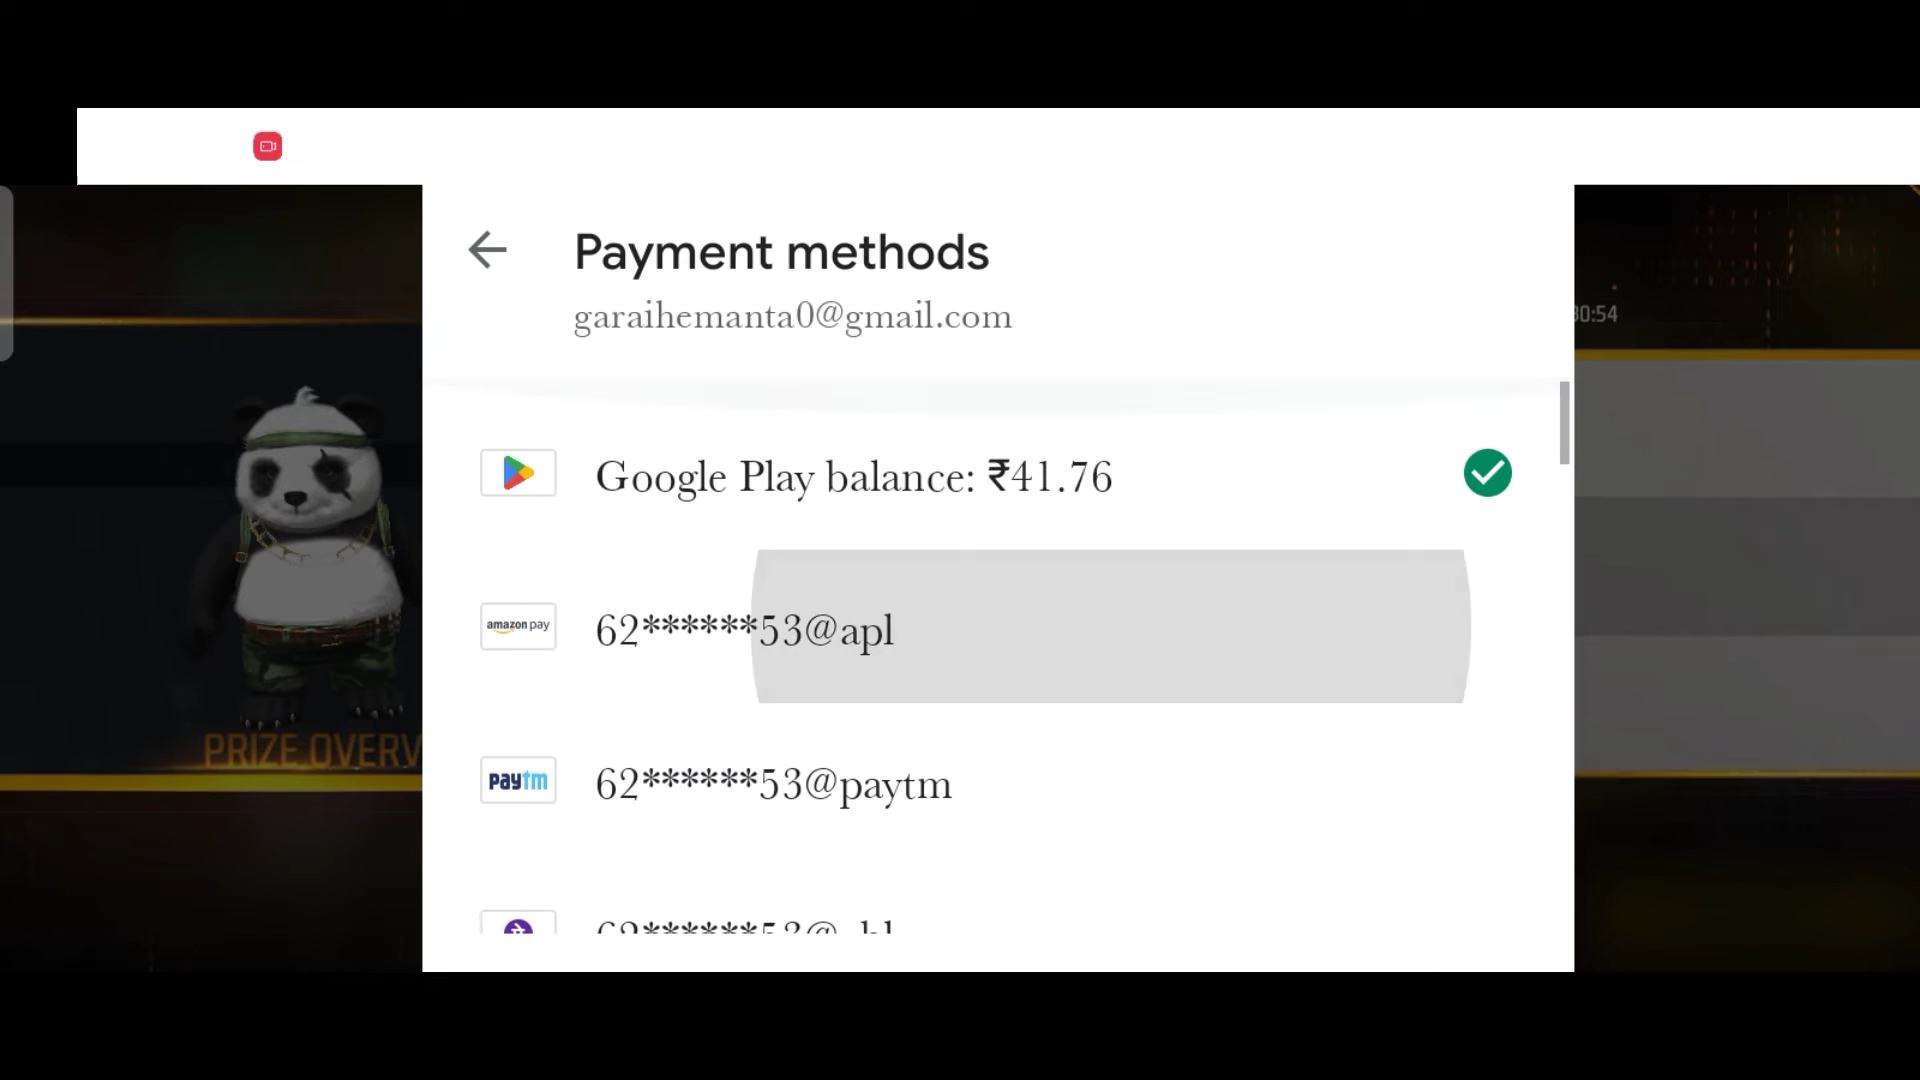 Payment methods
garaihemanta0@gmail.com
30:54
Google Play balance: ₹41.76
amazon pay
62******53@apl
PRIZE OVERV
paytm
62******53@paytm